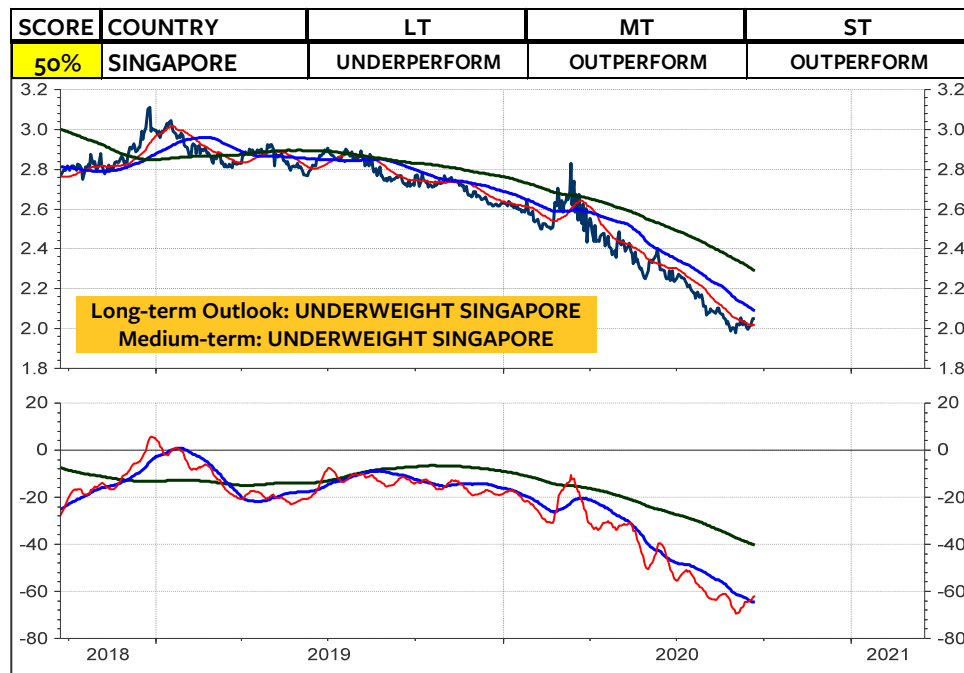 SCORE COUNTRY LT MT ST
50% SINGAPORE UNDERPERFORM OUTPERFORM OUTPERFORM
3.2 3.2
3.0 3.0
2.8 2.8
2.6 2.6
2.4 2.4
2.2 2.2
Long-term Outlook: UNDERWEIGHT SINGAPORE
Medium-term: UNDERWEIGHT SINGAPORE
2.0 2.0
1.8 1.8
20 20
0 0
-20 -20
-40 -40
-60 -60
-80 -80
2018 2019 2020 2021